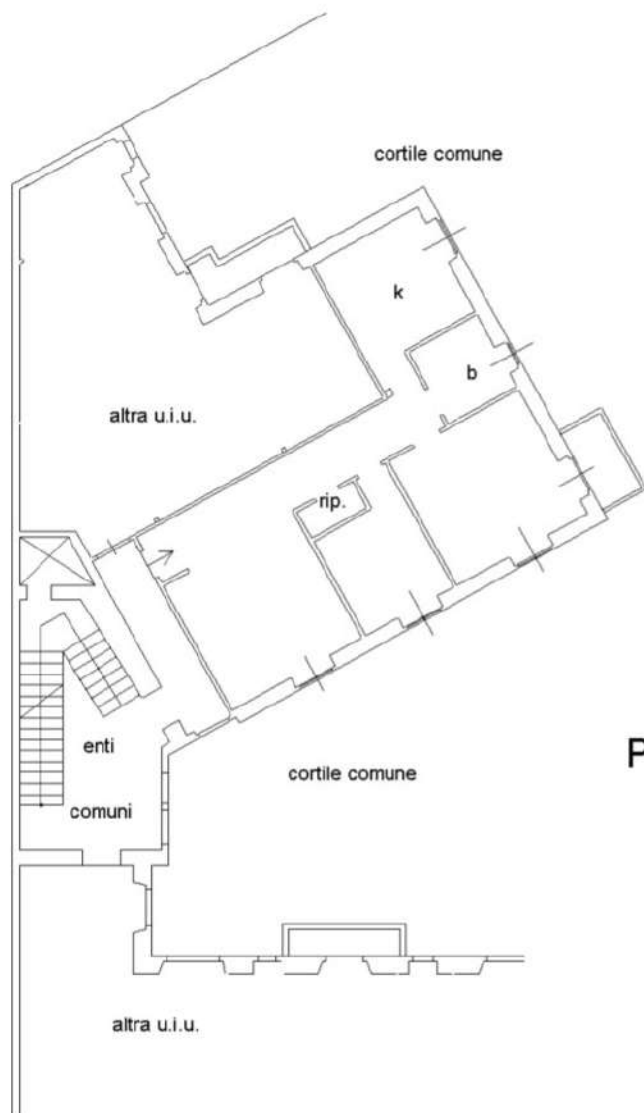 cortile comune
k
b
altra u.i.u.
rip.
enti
comuni
cortile comune
P
altra u.i.u.